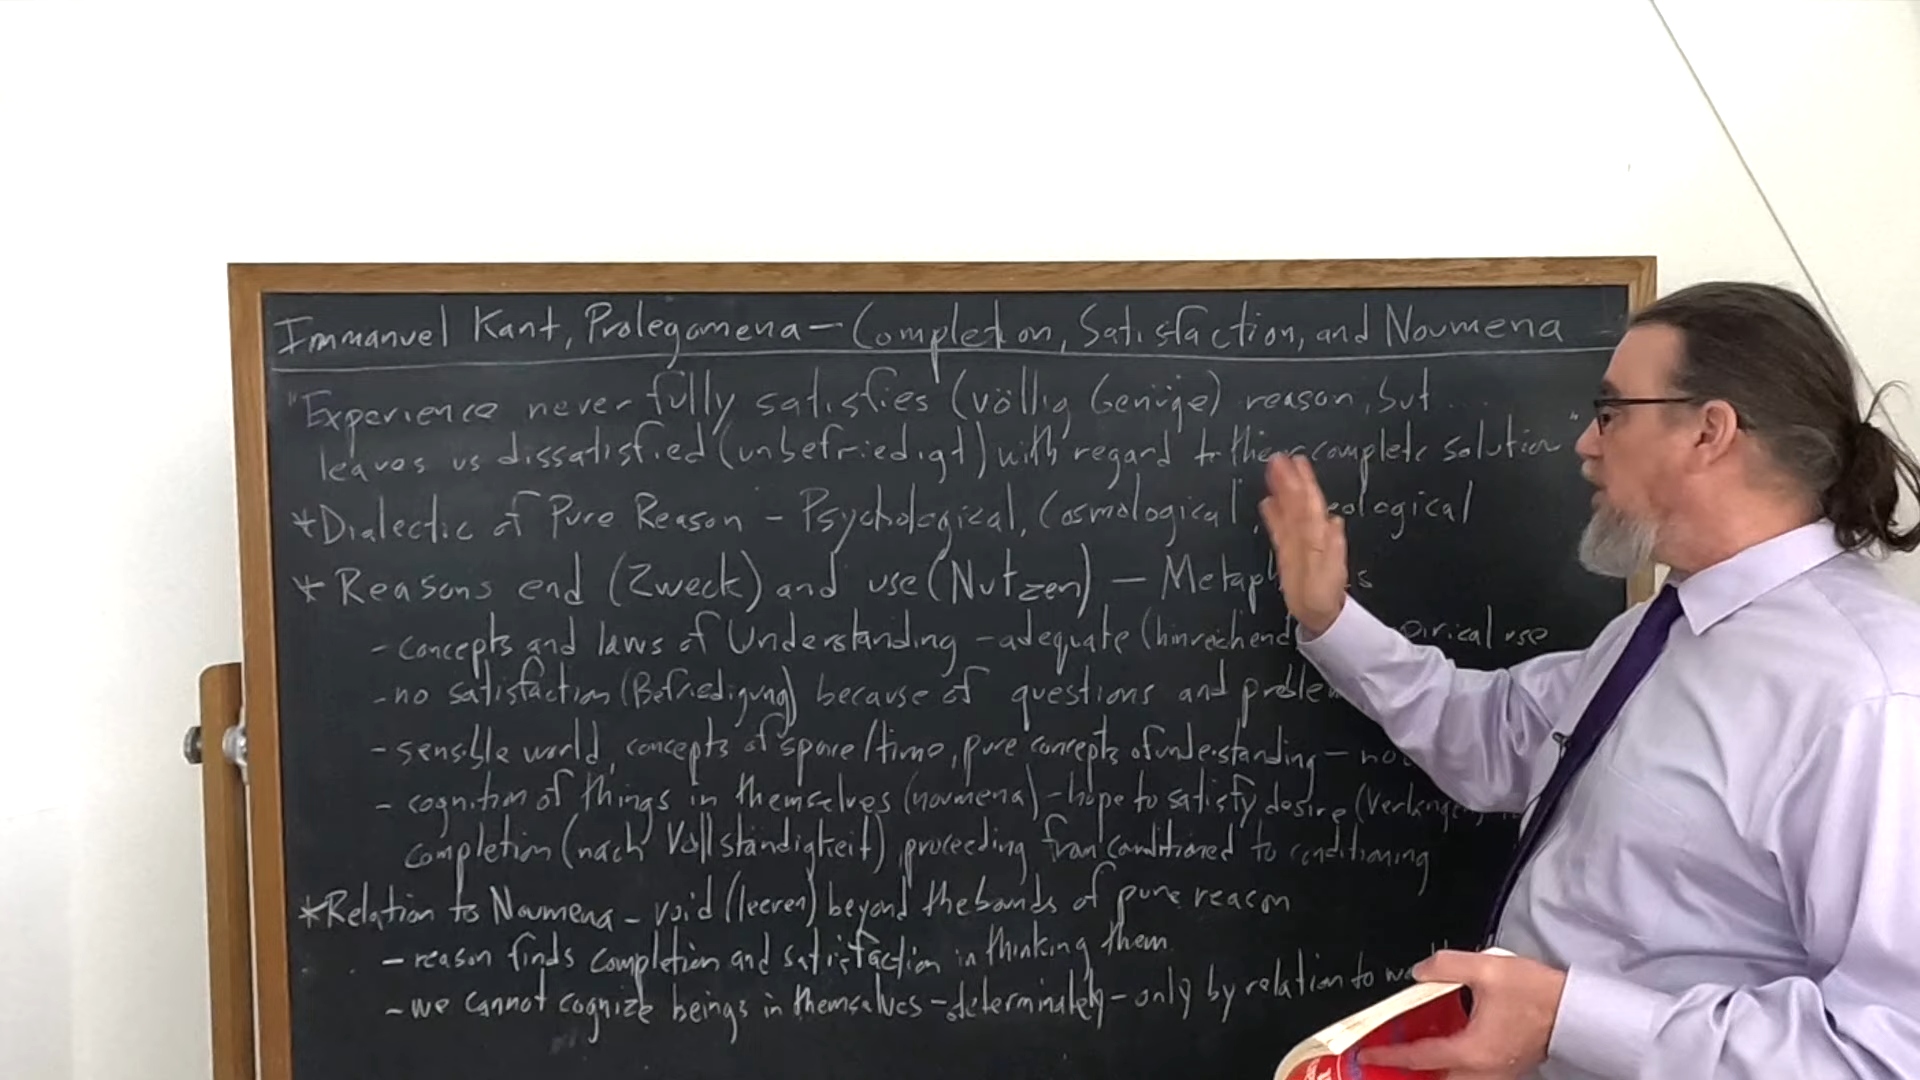 Immanuel Kant, Prolegomena - Completion, Satisfaction, and Noumena
"Experience never fully satisfies (völlig Genüge) reason, but ...
leaves us dissatisfied (unbefriedigt) with regard to their complete solution"
* Dialectic of Pure Reason - Psychological, Cosmological, eological
* Reasons end (Zweck) and use (Nutzen) - Metaph s
- concepts and laws of Understanding - adequate (hinreichend pirical use
- no satisfaction (Befriedigung) because of questions and proble
- sensible world, concepts of space/time, pure concepts of understanding - no
- cognition of things in themselves (noumena) - hope to satisfy desire (Verlangen)
completion (nach Vollständigkeit) proceeding from conditioned to conditioning
* Relation to Noumena - void (leeren) beyond the bounds of pure reason
- reason finds completion and satisfaction in thinking them
- we cannot cognize beings in themselves - determinately - only by relation to